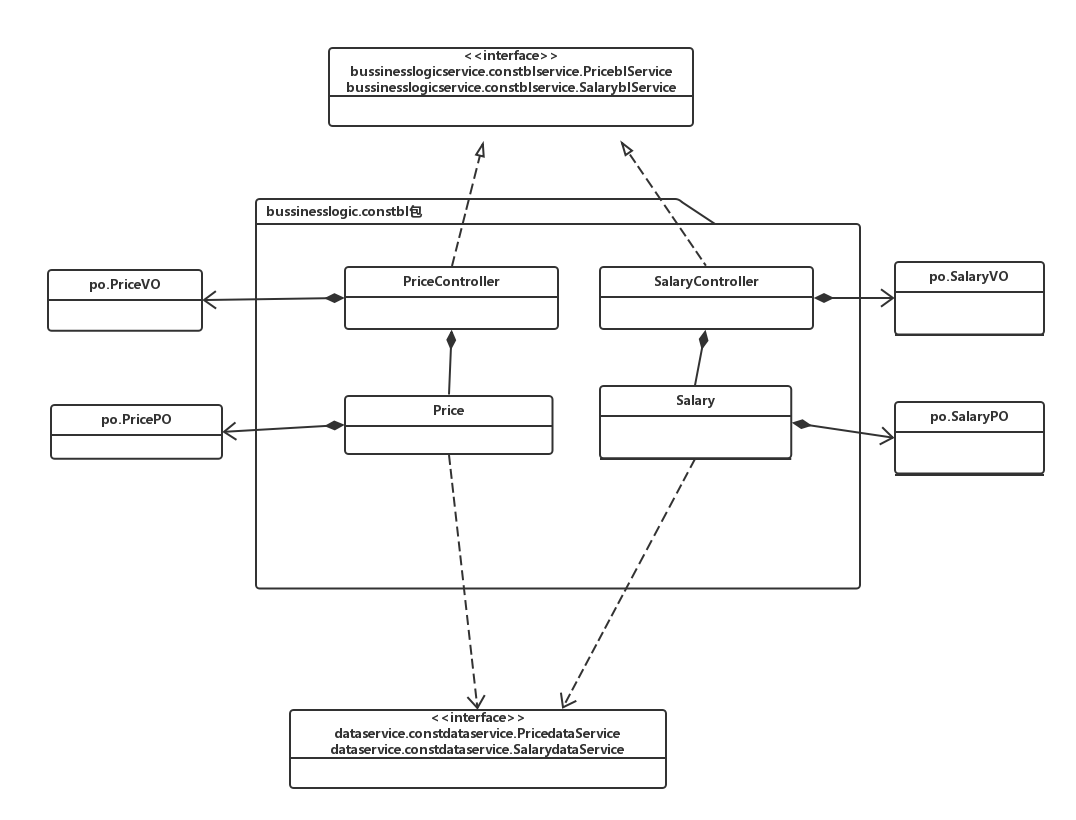 <<interface>>
bussinesslogicservice.constblservice.PriceblService
bussinesslogicservice.constblservice.SalaryblService
bussinesslogic.constbl包
po.PriceVO
PriceController
SalaryController
po.SalaryVO
po.PricePO
Price
Salary
po.SalaryPO
<<interface>>
dataservice.constdataservice.PricedataService
dataservice.constdataservice.SalarydataService